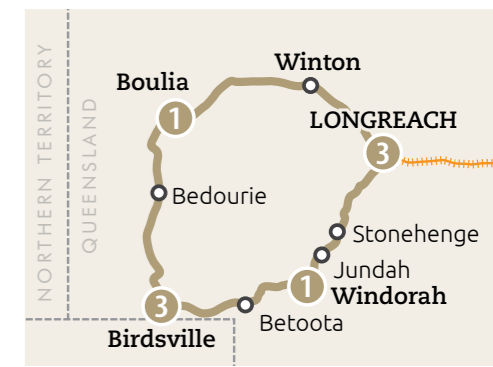 Winton
Boulia
1
LONGREACH
3
NORTHERN TERRITORY
QUEENSLAND
Bedourie
Stonehenge
Jundah
1
Windorah
3
Betoota
Birdsville